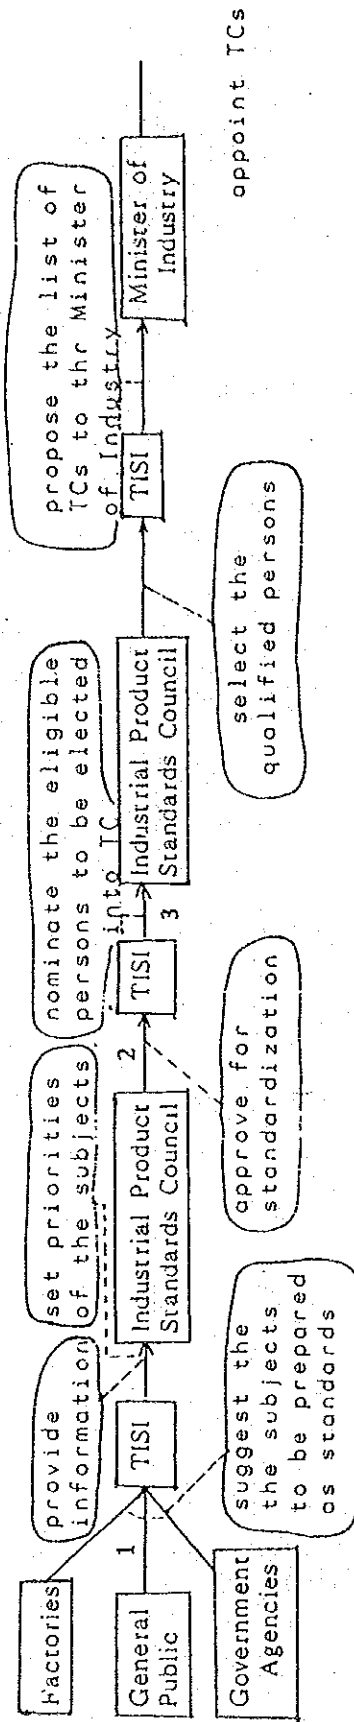 Factories
General
Public
Government
Agencies
1
provide
information
TISI
suggest the
the subjects
to be prepared
as standards
set priorities
of the subjects
Industrial Product
Standards Council
2
approve for
standardization
TISI
nominate the eligible
persons to be elected
into TC
3
Industrial Product
Standards Council
select the
qualified persons
TISI
propose the list of
TCs to thr Minister
of Industry
Minister of
Industry
appoint TCs